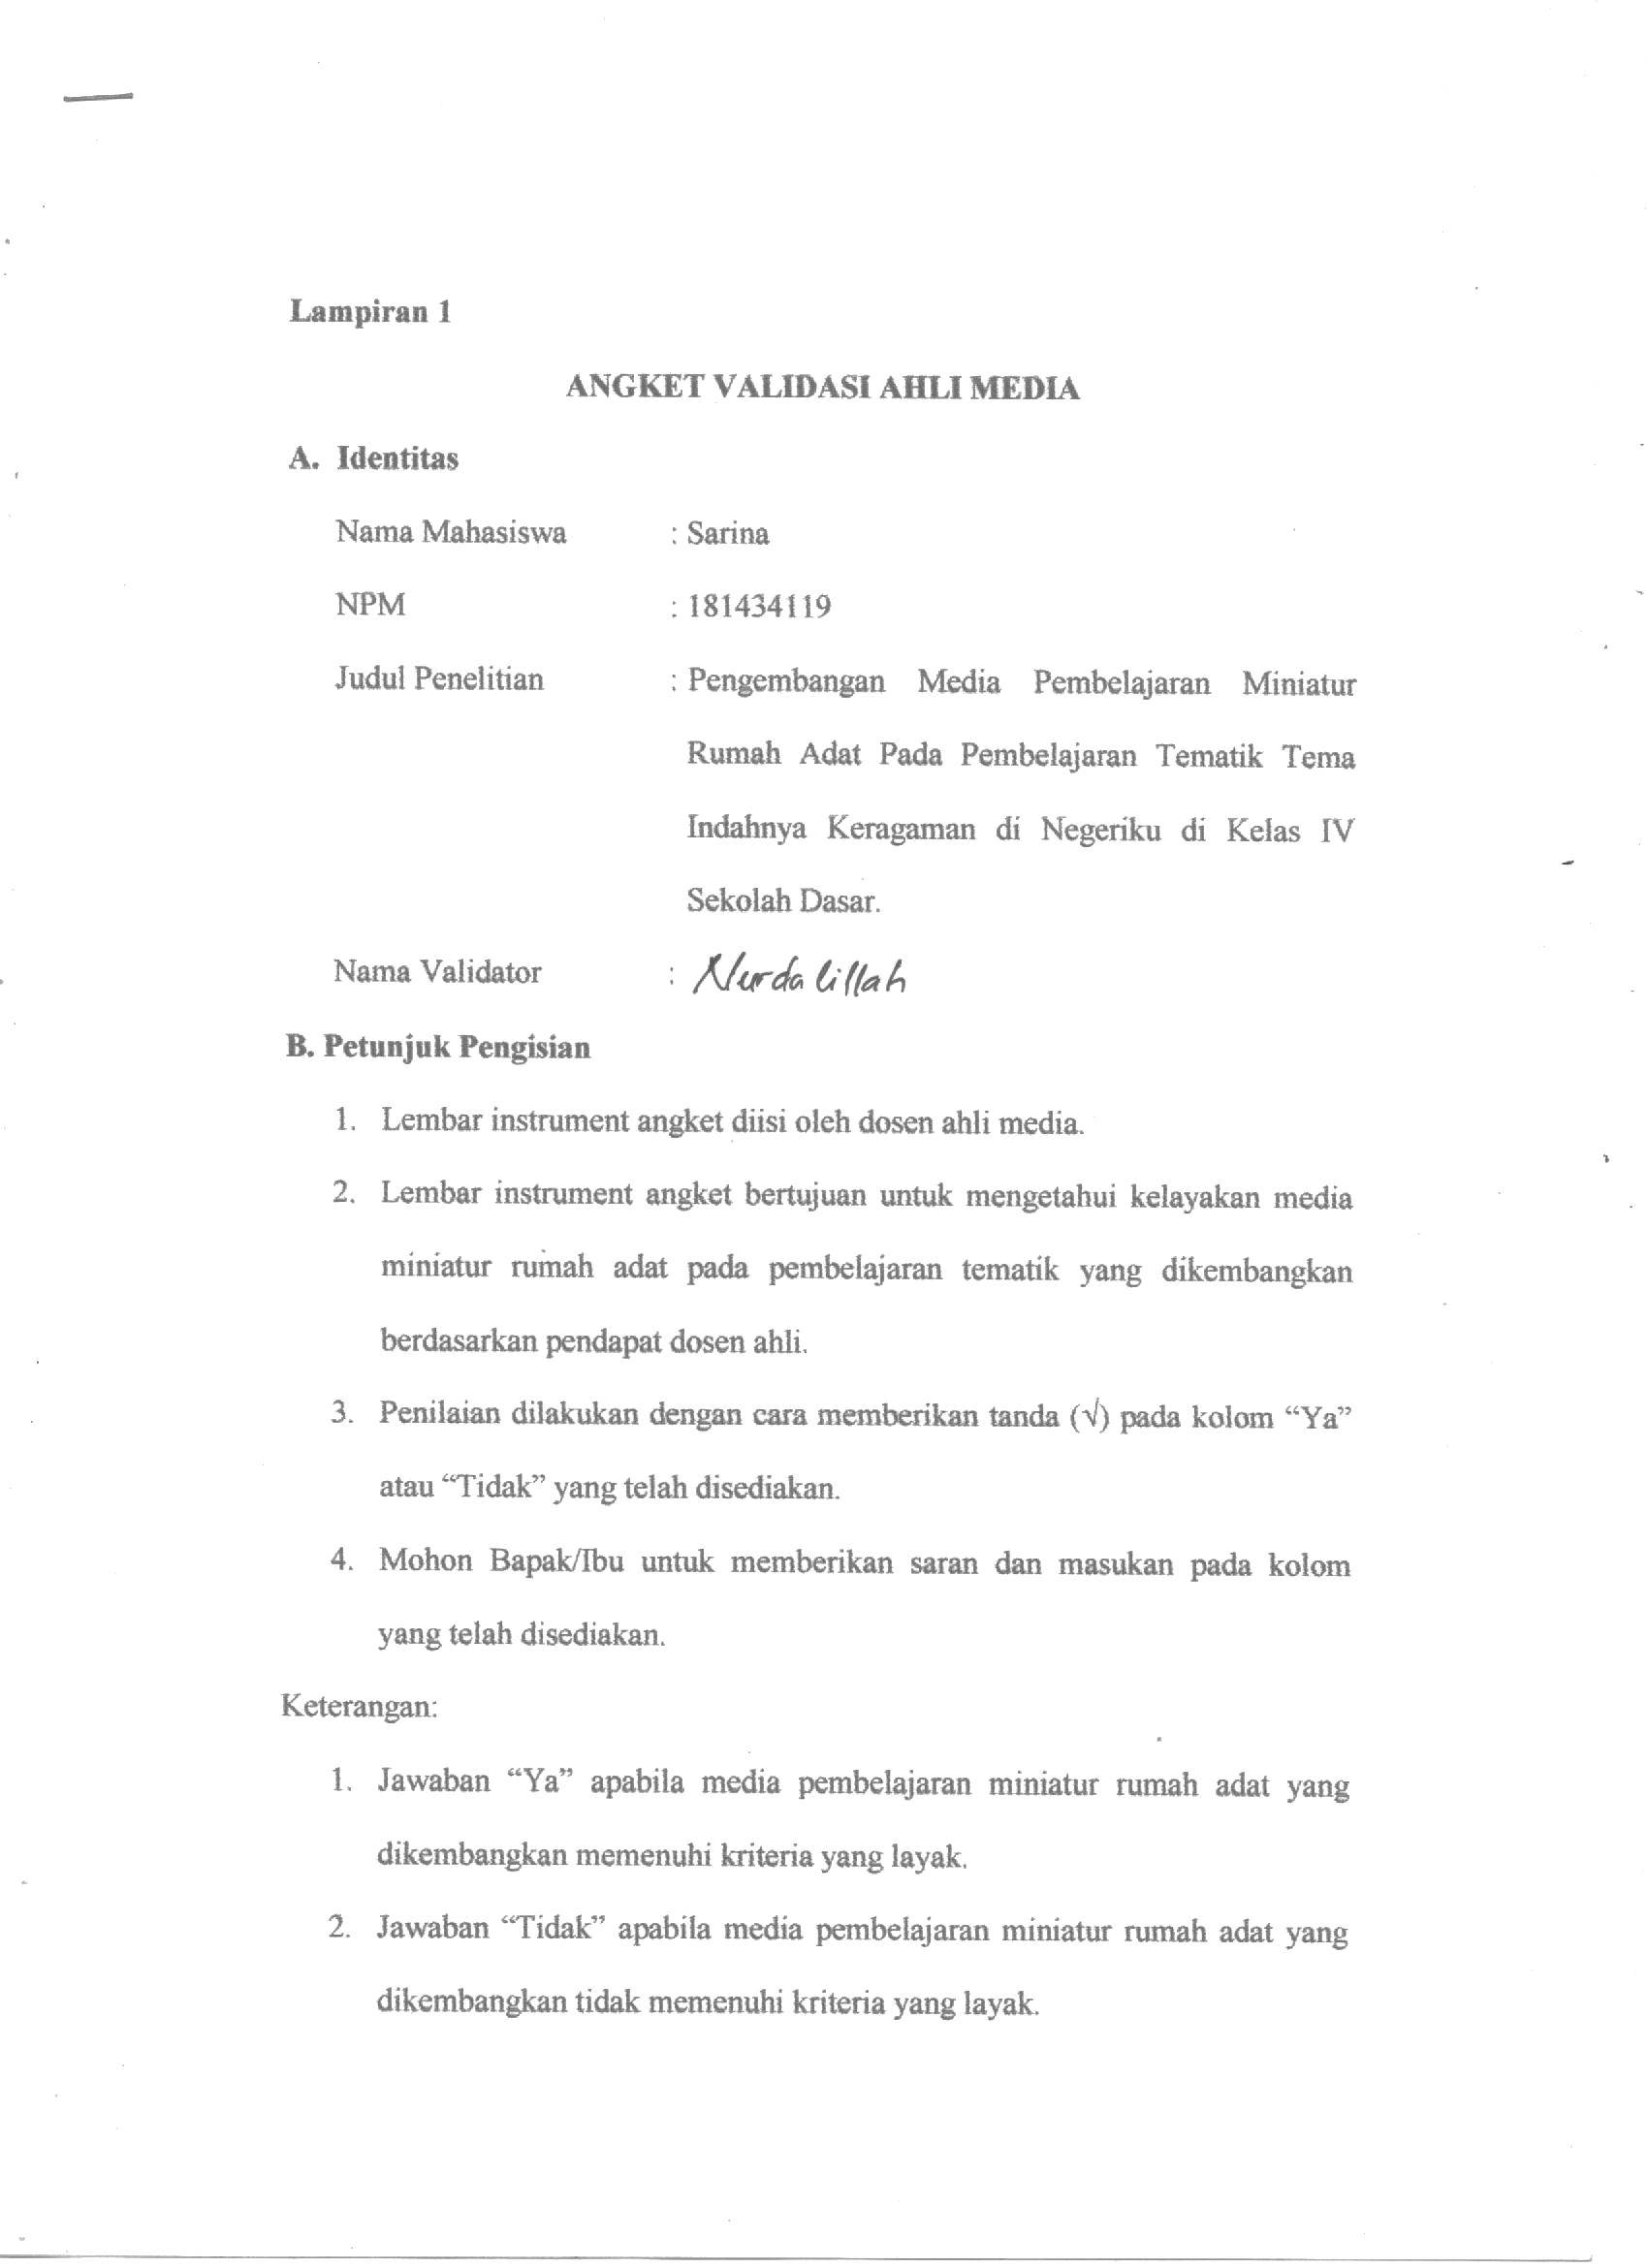 Lampiran 1
ANGKET VALIDASI AHLI MEDIA
A. Identitas
Nama Mahasiswa : Sarina
NPM : 181434119
Judul Penelitian : Pengembangan Media Pembelajaran Miniatur
Rumah Adat Pada Pembelajaran Tematik Tema
Indahnya Keragaman di Negeriku di Kelas IV
Sekolah Dasar.
Nama Validator : Nurdalillah
B. Petunjuk Pengisian
1. Lembar instrument angket diisi oleh dosen ahli media.
2. Lembar instrument angket bertujuan untuk mengetahui kelayakan media
miniatur rumah adat pada pembelajaran tematik yang dikembangkan
berdasarkan pendapat dosen ahli.
3. Penilaian dilakukan dengan cara memberikan tanda (√) pada kolom “Ya”
atau “Tidak” yang telah disediakan.
4. Mohon Bapak/Ibu untuk memberikan saran dan masukan pada kolom
yang telah disediakan.
Keterangan:
1. Jawaban “Ya” apabila media pembelajaran miniatur rumah adat yang
dikembangkan memenuhi kriteria yang layak.
2. Jawaban “Tidak” apabila media pembelajaran miniatur rumah adat yang
dikembangkan tidak memenuhi kriteria yang layak.